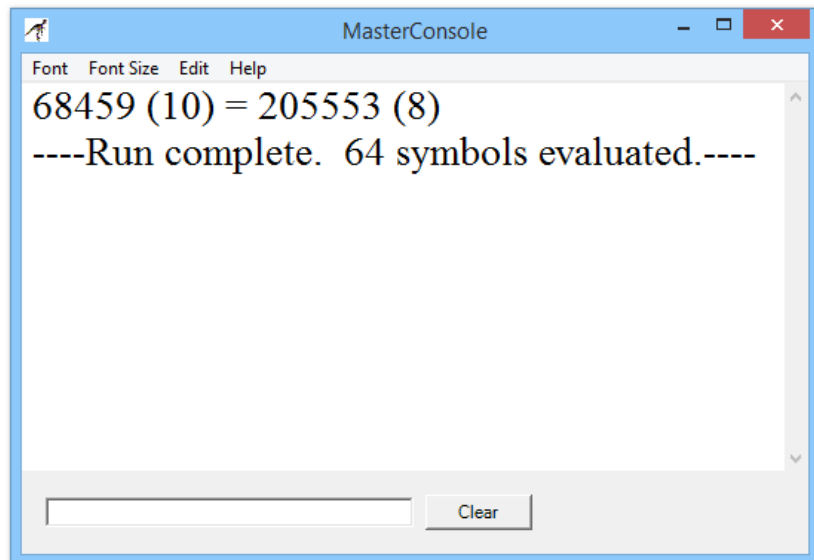 MasterConsole
Font Font Size Edit Help
68459 (10) = 205553 (8)
----Run complete.  64 symbols evaluated.----
Clear